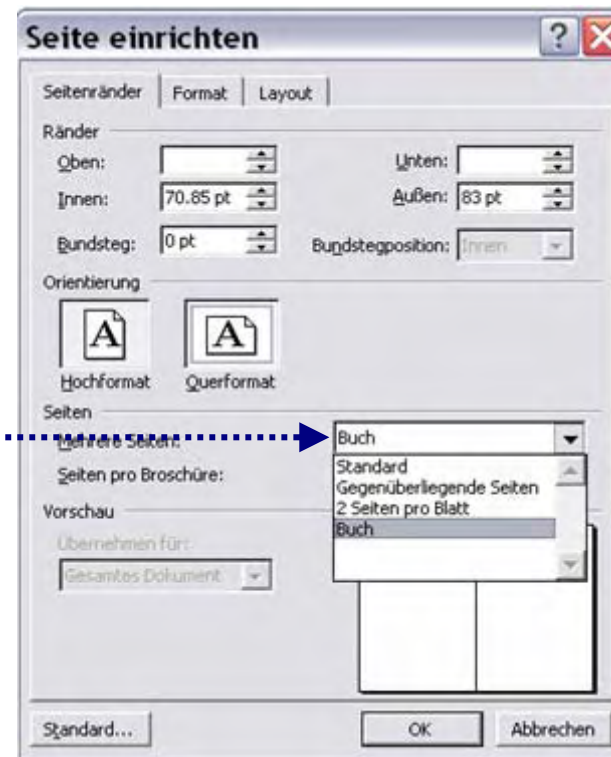 Seite einrichten
Seitenränder Format Layout
Ränder
Oben: Unten:
Innen: 70.85 pt Außen: 83 pt
Bundsteg: 0 pt Bundstegposition: Innen
Orientierung
A A
Hochformat Querformat
Seiten
Mehrere Seiten: Buch
Standard
Seiten pro Broschüre: Gegenüberliegende Seiten
2 Seiten pro Blatt
Vorschau Buch
Übernehmen für:
Gesamtes Dokument
Standard... OK Abbrechen